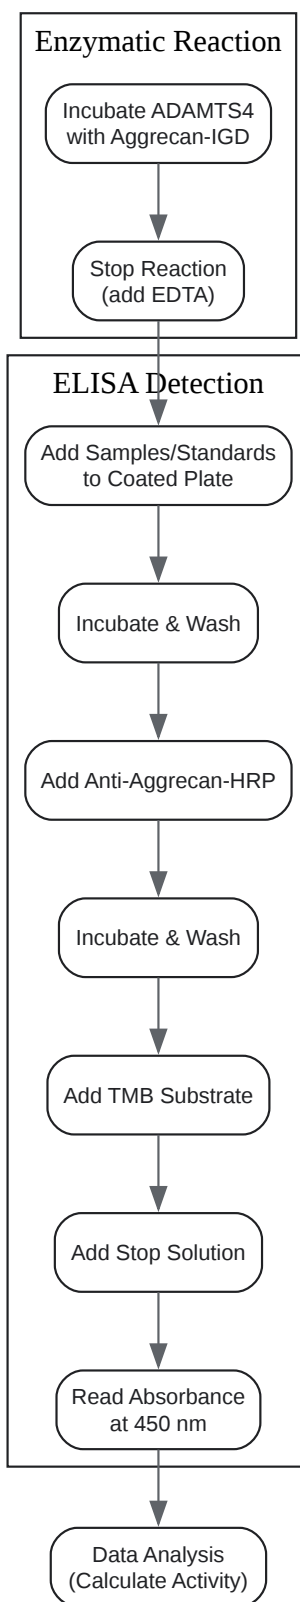 Enzymatic Reaction
Incubate ADAMTS4
with Aggrecan-IGD
Stop Reaction
(add EDTA)
ELISA Detection
Add Samples/Standards
to Coated Plate
Incubate & Wash
Add Anti-Aggrecan-HRP
Incubate & Wash
Add TMB Substrate
Add Stop Solution
Read Absorbance
at 450 nm
Data Analysis
(Calculate Activity)